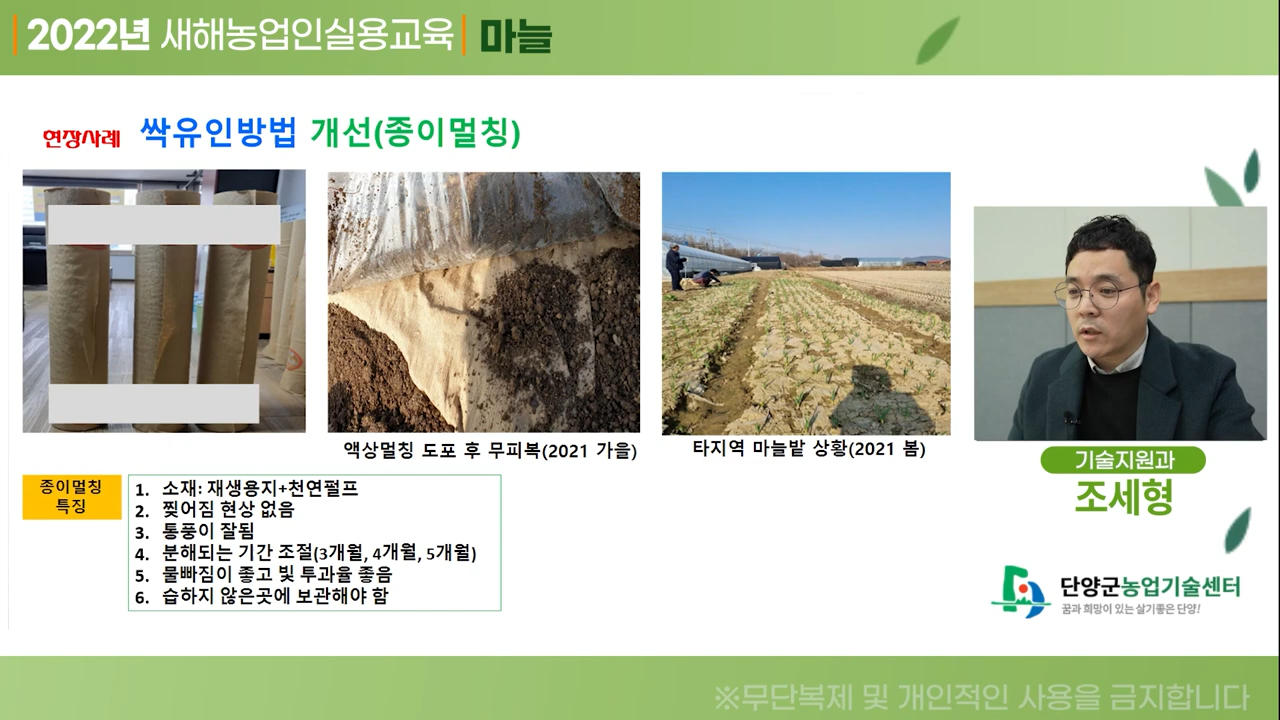 2022년 새해농업인실용교육 마늘
현장사례 싹유인방법 개선(종이멀칭)
액상멀칭 도포 후 무피복(2021 가을)
타지역 마늘밭 상황(2021 봄)
종이멀칭
특징
1. 소재: 재생용지+천연펄프
2. 찢어짐 현상 없음
3. 통풍이 잘됨
4. 분해되는 기간 조절(3개월, 4개월, 5개월)
5. 물빠짐이 좋고 빛 투과율 좋음
6. 습하지 않은곳에 보관해야 함
기술지원과
조세형
단양군농업기술센터
꿈과 희망이 있는 살기좋은 단양!
※무단복제 및 개인적인 사용을 금지합니다